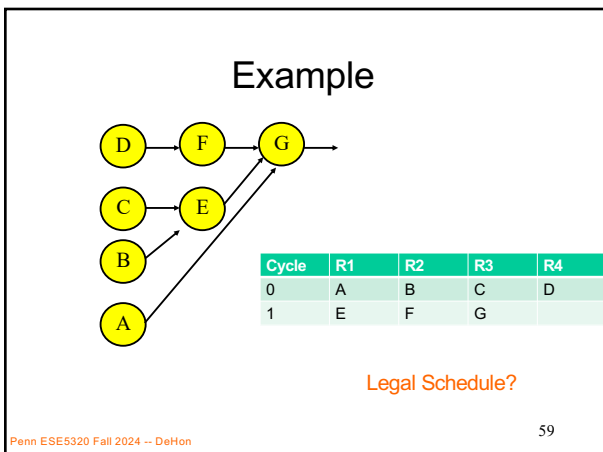 Example
D
F
G
C
E
B
A
Cycle R1 R2 R3 R4
0 A B C D
1 E F G
Legal Schedule?
Penn ESE5320 Fall 2024 -- DeHon
59